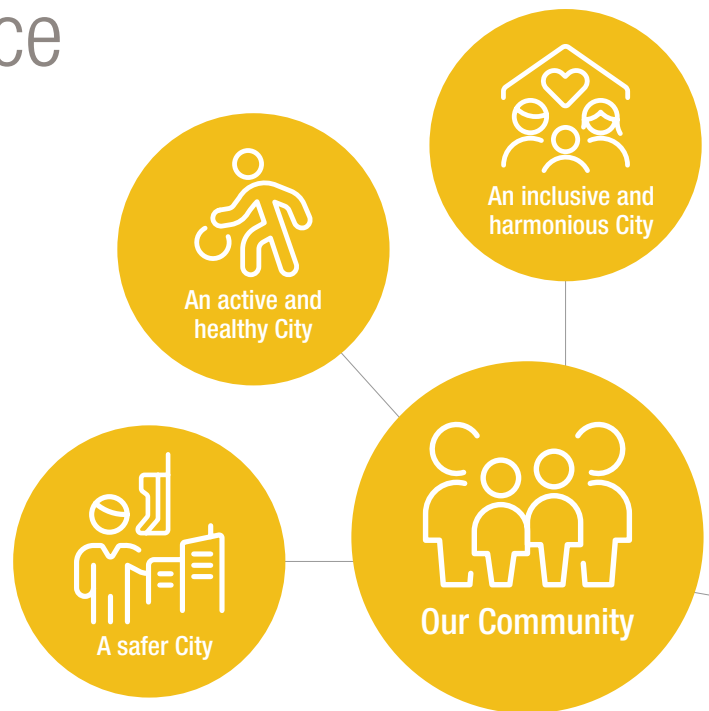 ce
An inclusive and
harmonious City
An active and
healthy City
Our Community
A safer City